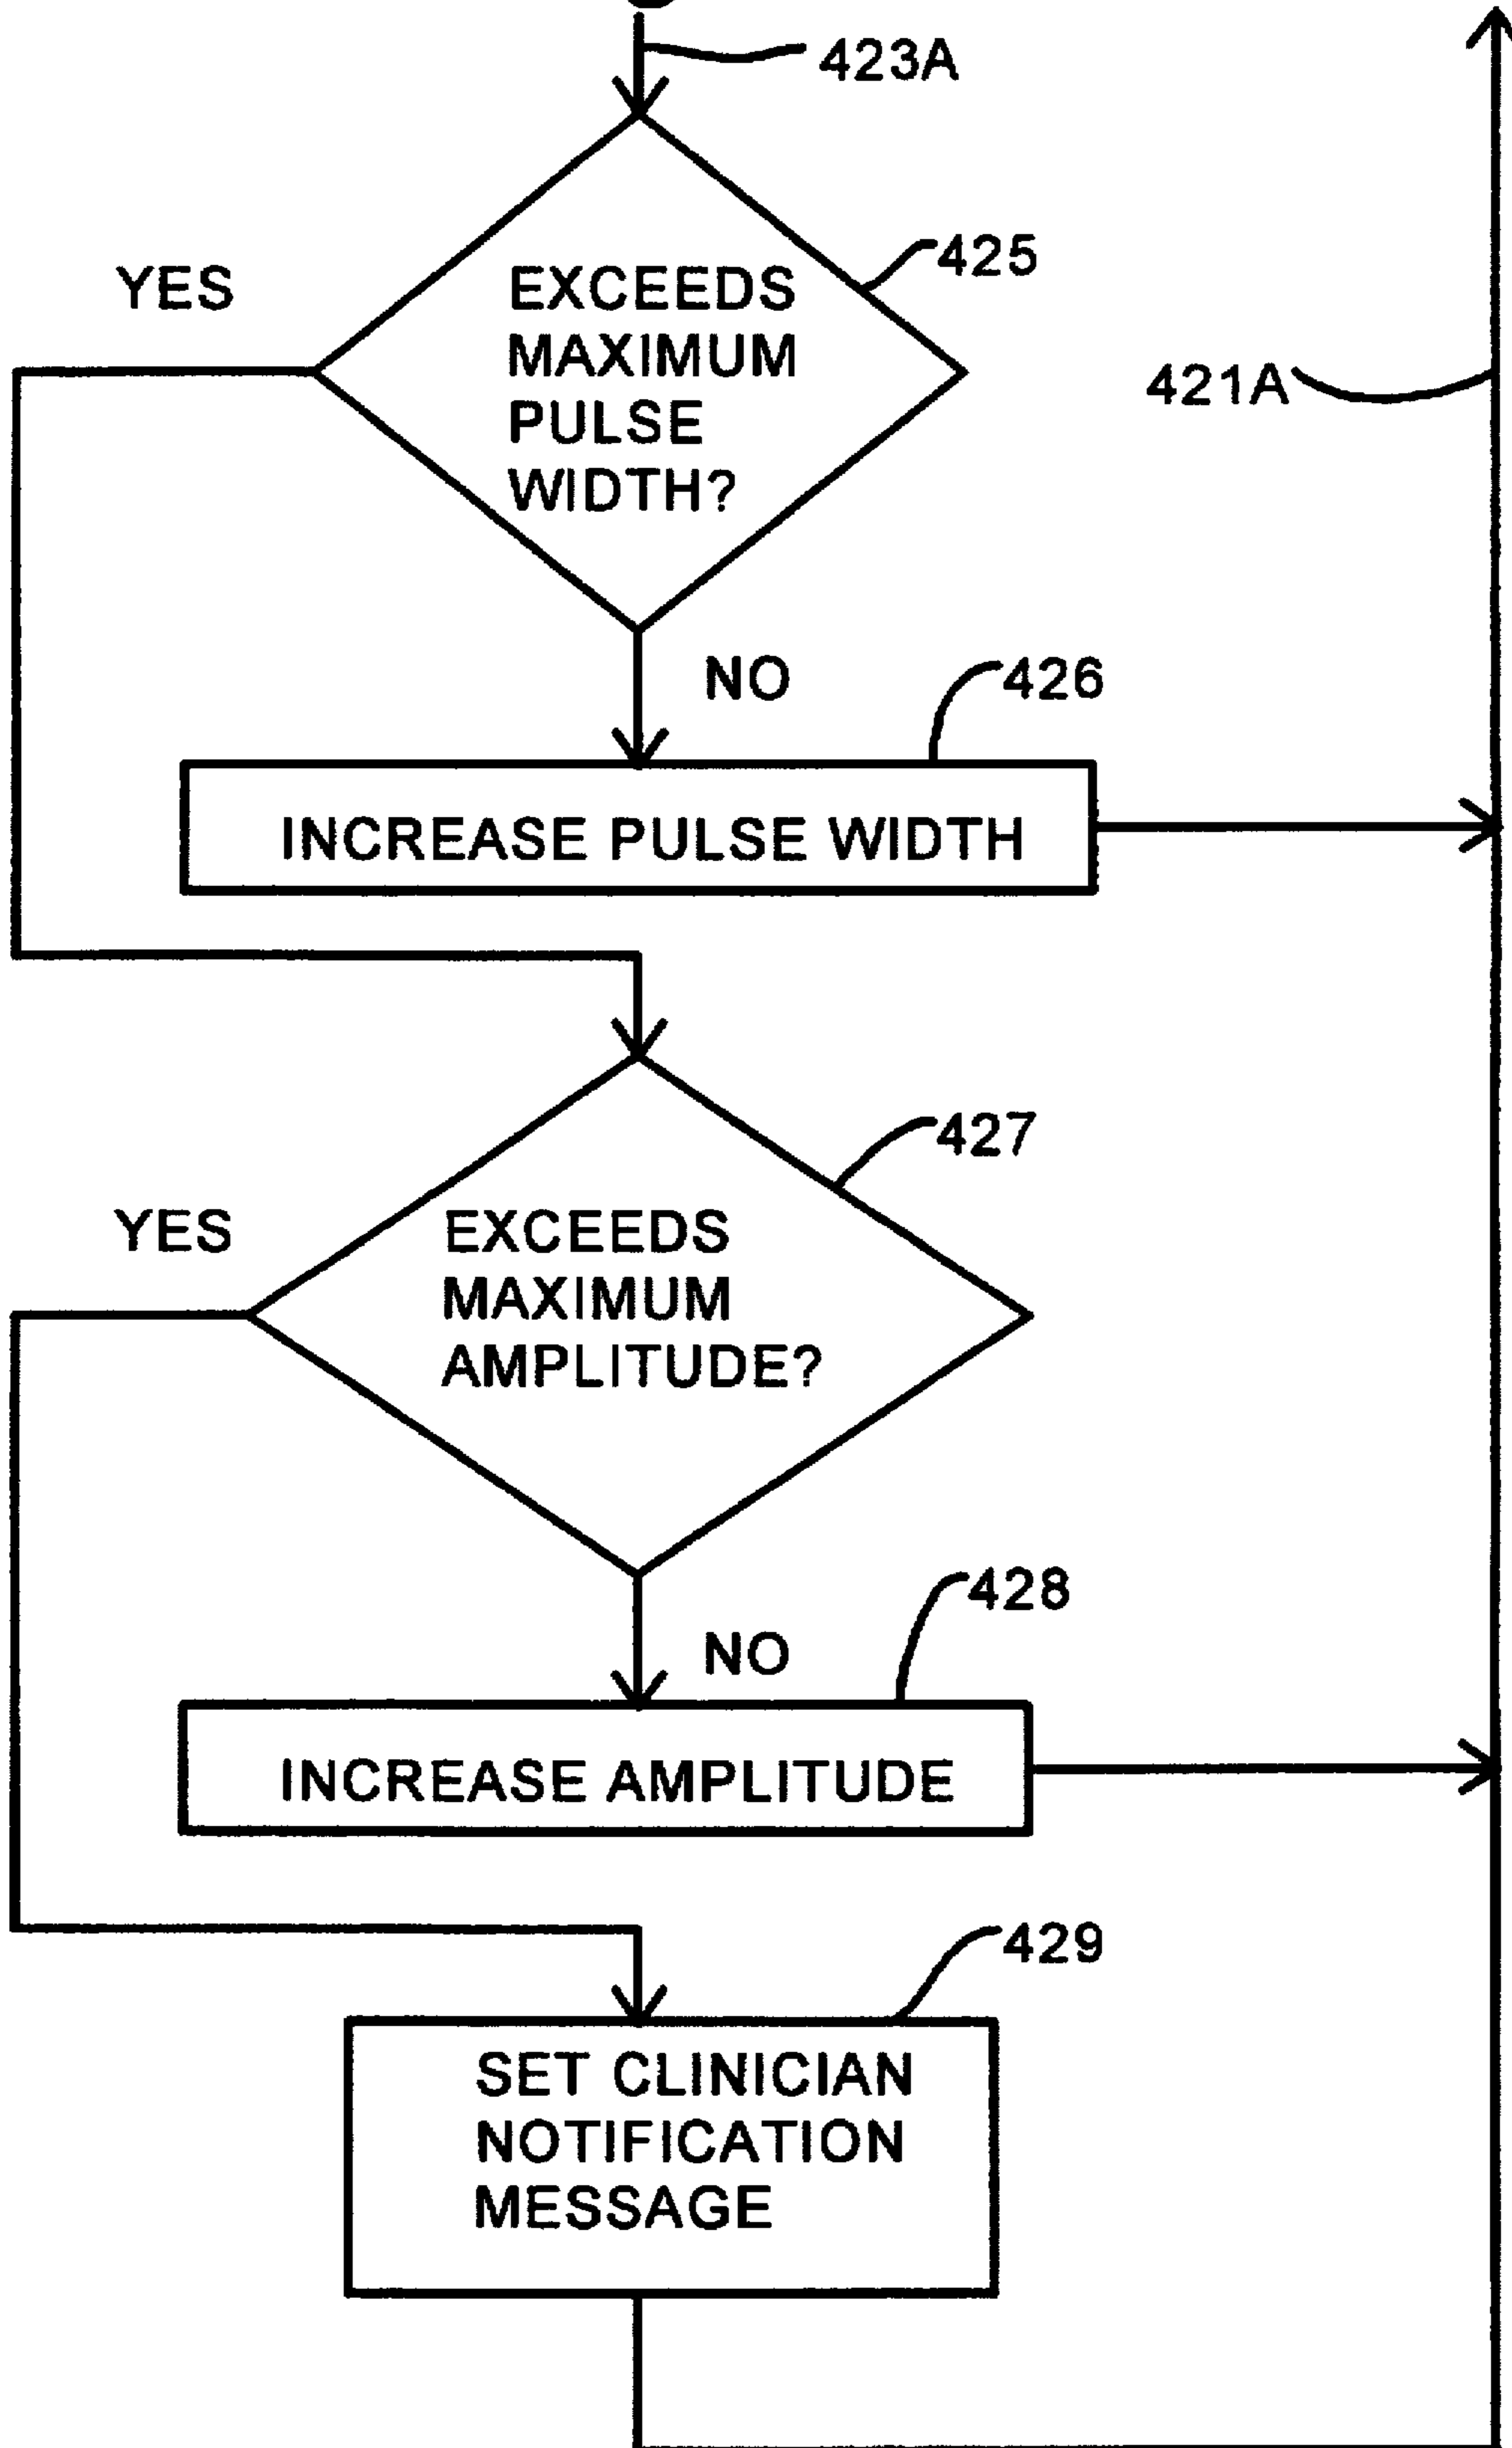 423A
425
YES
EXCEEDS
MAXIMUM
PULSE
WIDTH?
421A
NO
426
INCREASE PULSE WIDTH
427
YES
EXCEEDS
MAXIMUM
AMPLITUDE?
428
NO
INCREASE AMPLITUDE
429
SET CLINICIAN
NOTIFICATION
MESSAGE